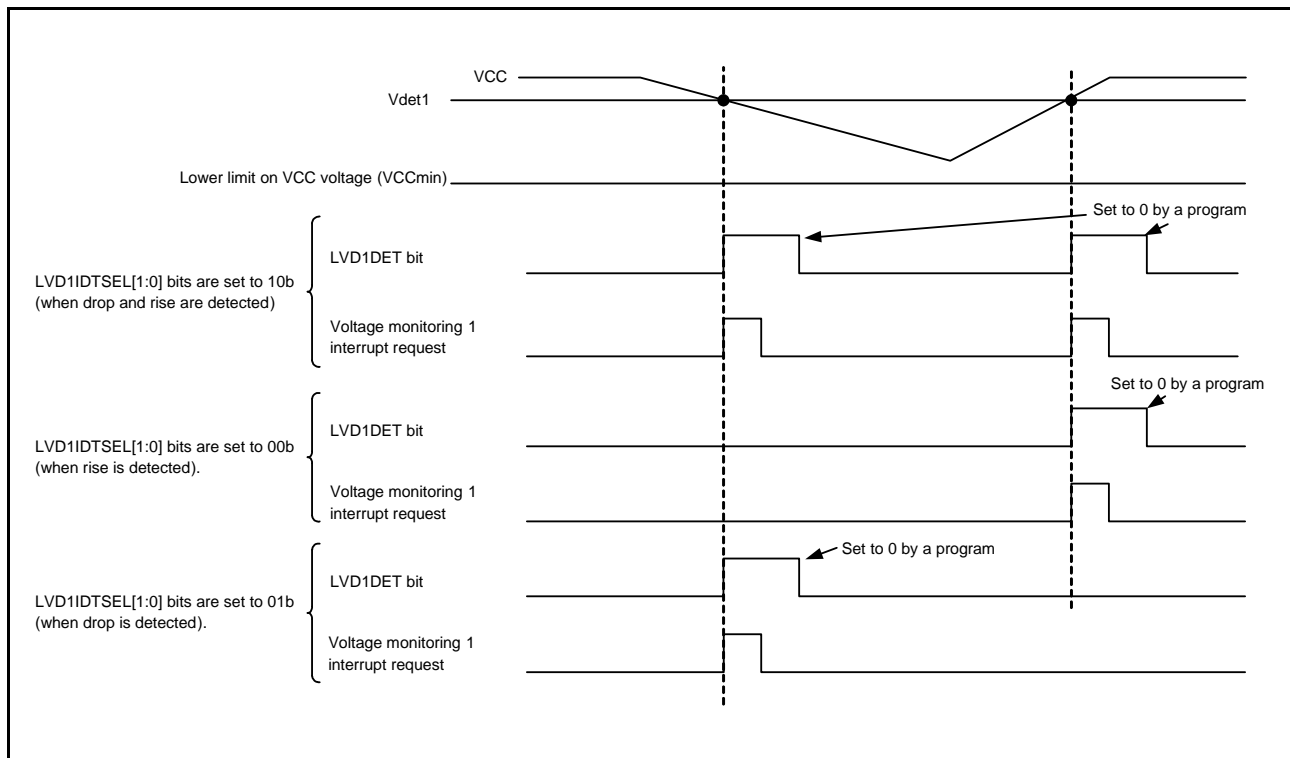 VCC
Vdet1
Lower limit on VCC voltage (VCCmin)
Set to 0 by a program
LVD1IDTSEL[1:0] bits are set to 10b
(when drop and rise are detected)
LVD1DET bit
Voltage monitoring 1
interrupt request
Set to 0 by a program
LVD1IDTSEL[1:0] bits are set to 00b
(when rise is detected).
LVD1DET bit
Voltage monitoring 1
interrupt request
Set to 0 by a program
LVD1IDTSEL[1:0] bits are set to 01b
(when drop is detected).
LVD1DET bit
Voltage monitoring 1
interrupt request